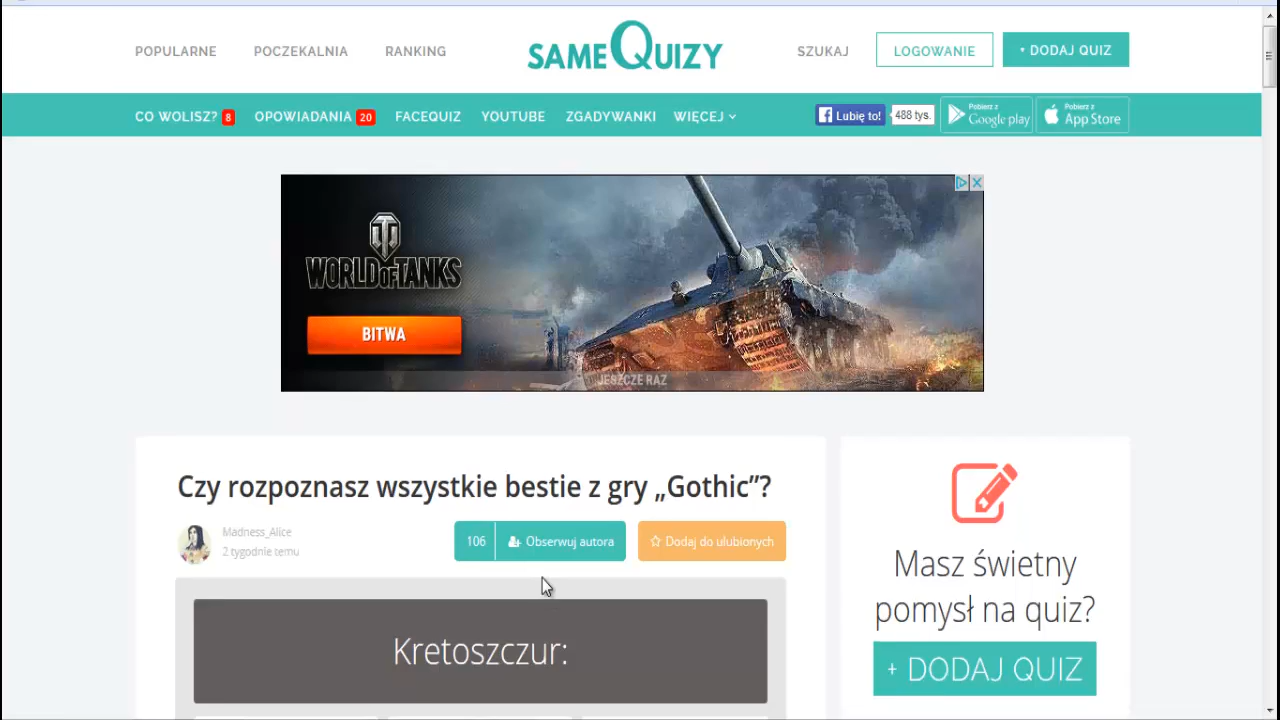 POPULARNE POCZEKALNIA RANKING SAMEQUIZY SZUKAJ LOGOWANIE + DODAJ QUIZ
CO WOLISZ? 8 OPOWIADANIA 20 FACEQUIZ YOUTUBE ZGADYWANKI WIĘCEJ Lubię to! 488 tys. Pobierz z Google play Pobierz z App Store
WORLD OF TANKS
BITWA
JESZCZE RAZ
Czy rozpoznasz wszystkie bestie z gry „Gothic”?
Madness_Alice
2 tygodnie temu
106 Obserwuj autora Dodaj do ulubionych
Kretoszczur:
Masz świetny
pomysł na quiz?
+ DODAJ QUIZ